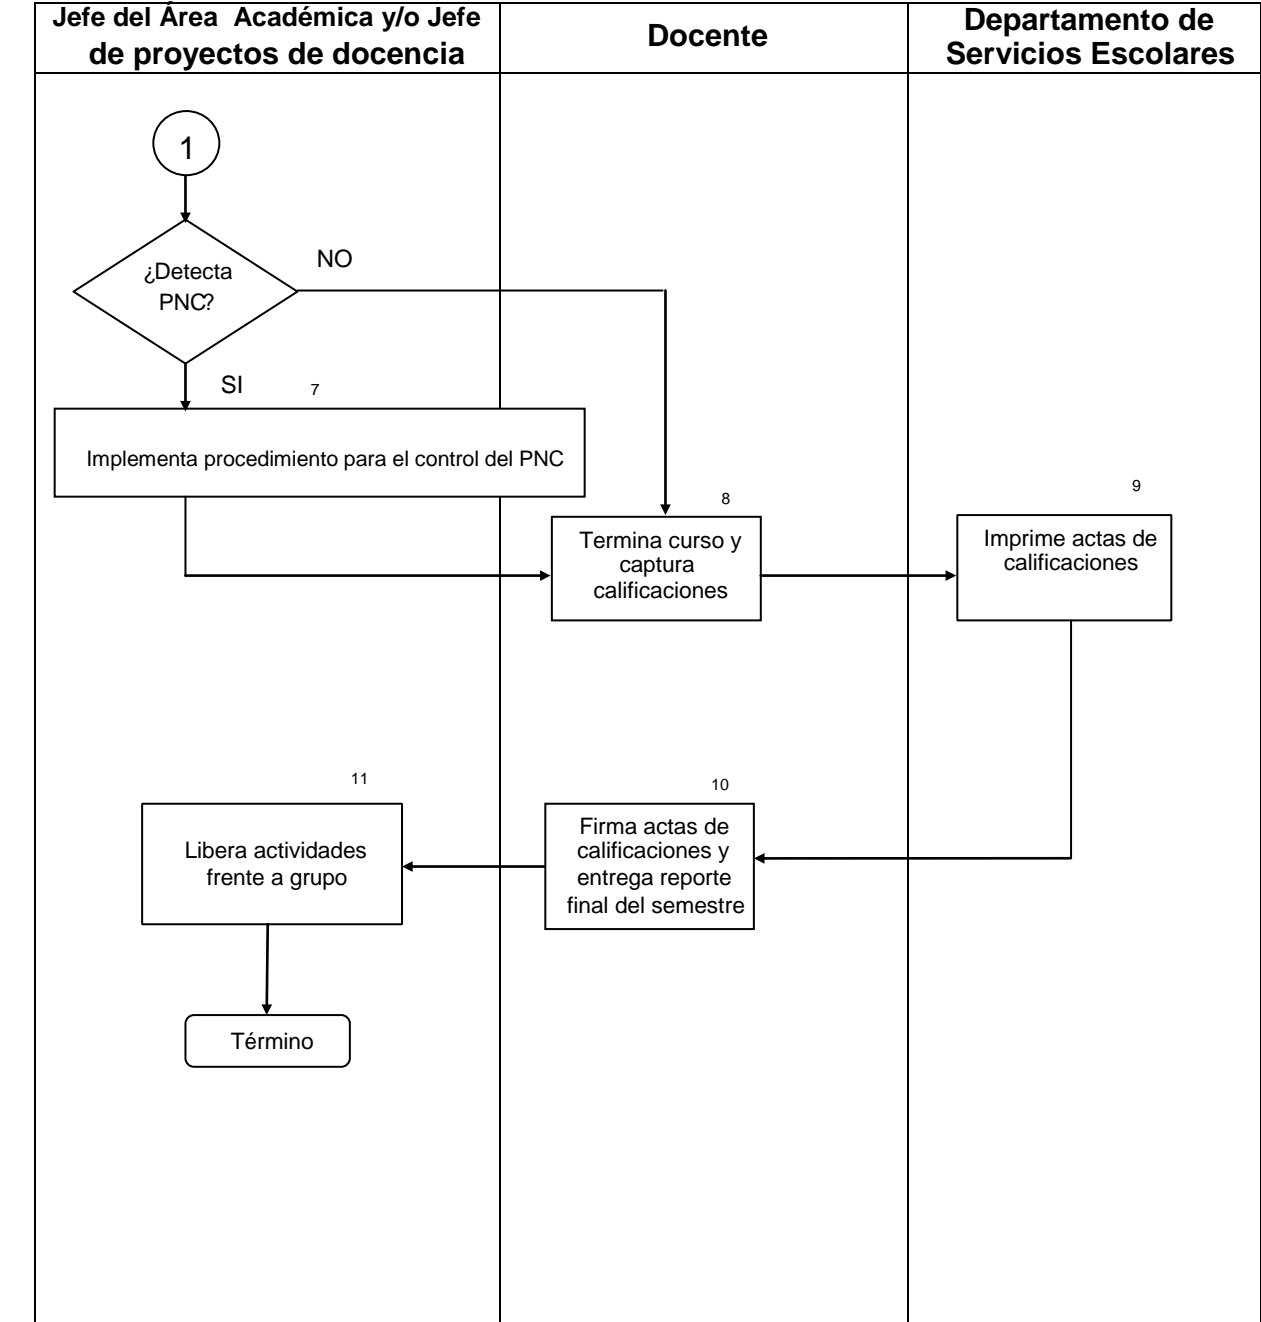 Jefe del Área  Académica y/o Jefe
de proyectos de docencia
Docente
Departamento de
Servicios Escolares
1
¿Detecta
PNC?
NO
SI
7
Implementa procedimiento para el control del PNC
8
Termina curso y
captura
calificaciones
9
Imprime actas de
calificaciones
10
Firma actas de
calificaciones y
entrega reporte
final del semestre
11
Libera actividades
frente a grupo
Término